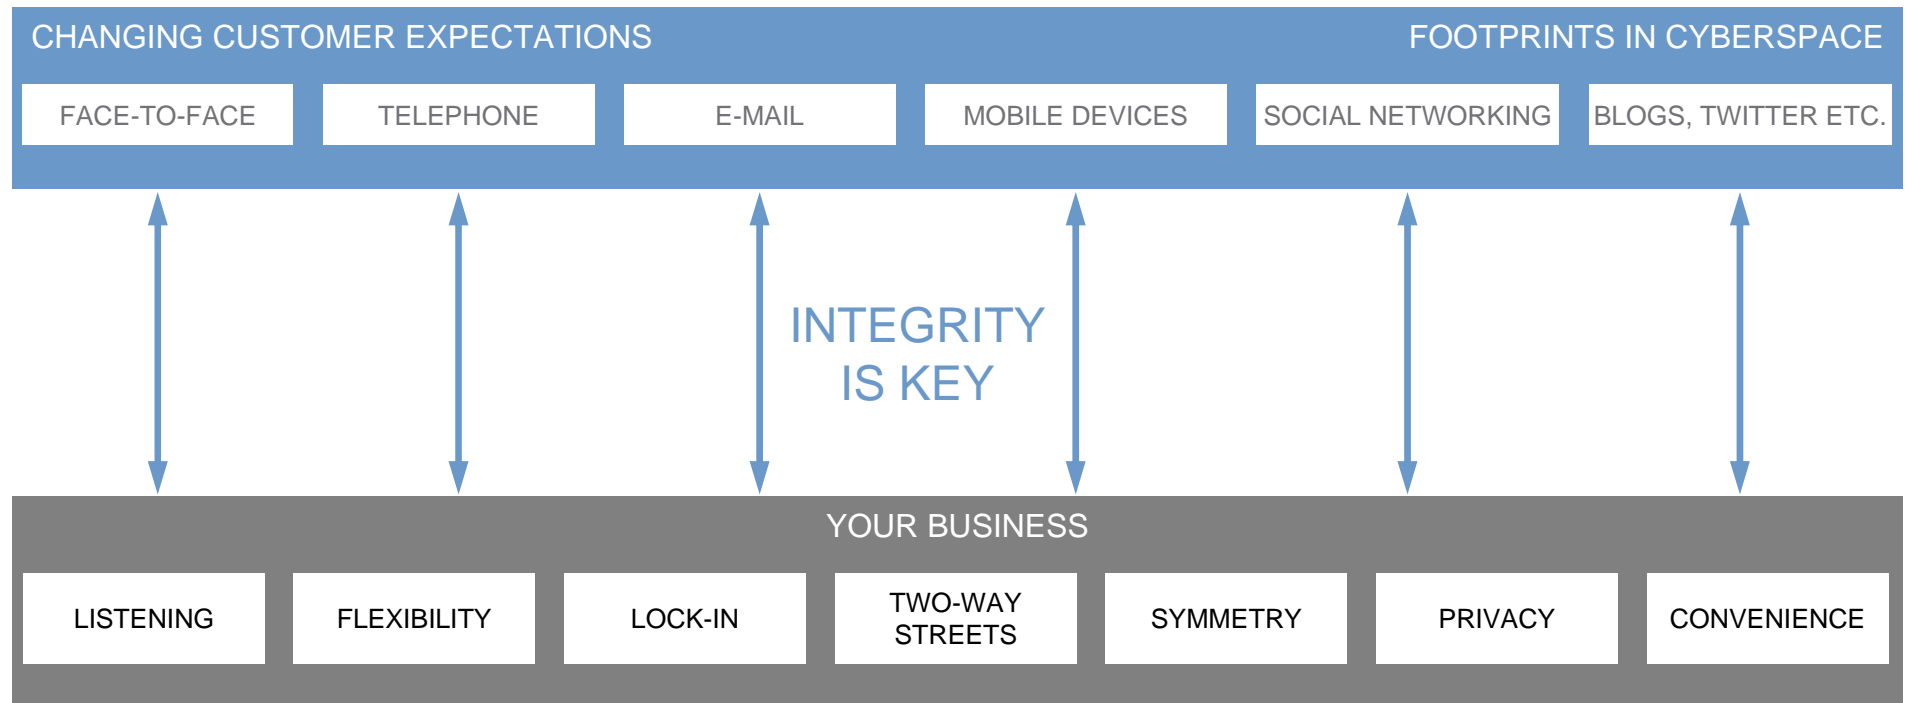 CHANGING CUSTOMER EXPECTATIONS
FOOTPRINTS IN CYBERSPACE
FACE-TO-FACE
TELEPHONE
E-MAIL
MOBILE DEVICES
SOCIAL NETWORKING
BLOGS, TWITTER ETC.
INTEGRITY
IS KEY
YOUR BUSINESS
LISTENING
FLEXIBILITY
LOCK-IN
TWO-WAY
STREETS
SYMMETRY
PRIVACY
CONVENIENCE